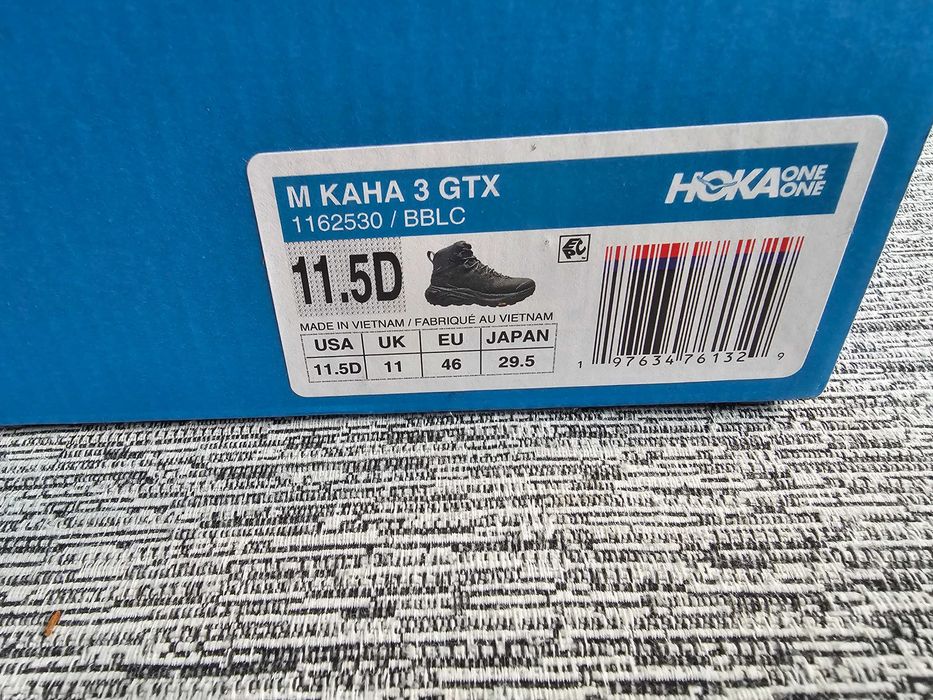 M KAHA 3 GTX
1162530 / BBLC
HOKA ONE ONE
11.5D
EPC
MADE IN VIETNAM / FABRIQUÉ AU VIETNAM
USA UK EU JAPAN
11.5D 11 46 29.5
1 97634 76132 9